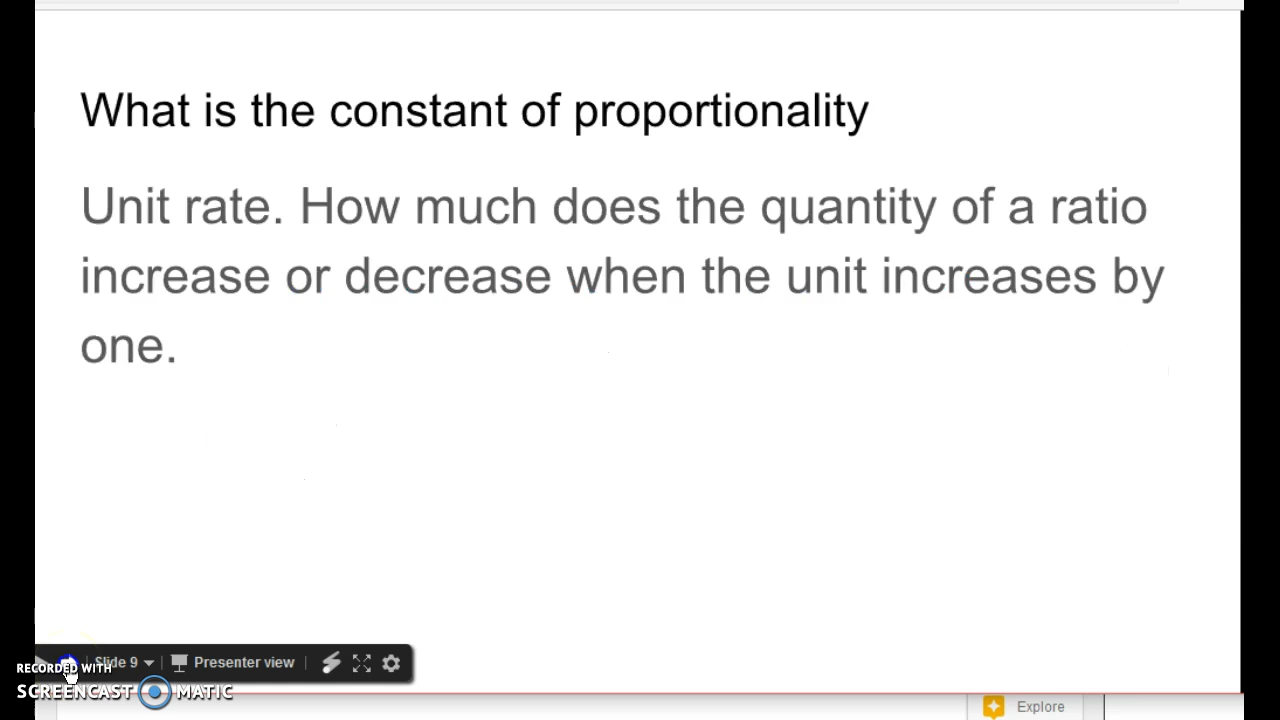 What is the constant of proportionality
Unit rate. How much does the quantity of a ratio
increase or decrease when the unit increases by
one.
Slide 9
Presenter view
RECORDED WITH
SCREENCAST MATIC
Explore